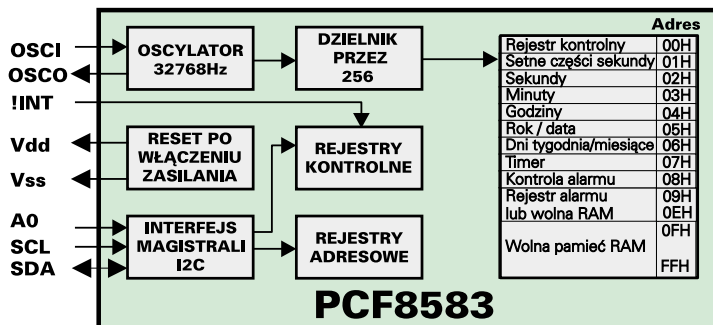 Adres
OSCI
OSCO
!INT
Vdd
Vss
A0
SCL
SDA
OSCYLATOR
32768Hz
DZIELNIK
PRZEZ
256
RESET PO
WŁĄCZENIU
ZASILANIA
REJESTRY
KONTROLNE
INTERFEJS
MAGISTRALI
I2C
REJESTRY
ADRESOWE
Rejestr kontrolny 00H
Setne części sekundy 01H
Sekundy 02H
Minuty 03H
Godziny 04H
Rok / data 05H
Dni tygodnia/miesiące 06H
Timer 07H
Kontrola alarmu 08H
Rejestr alarmu 09H
lub wolna RAM 0EH
0FH
Wolna pamieć RAM
FFH
PCF8583